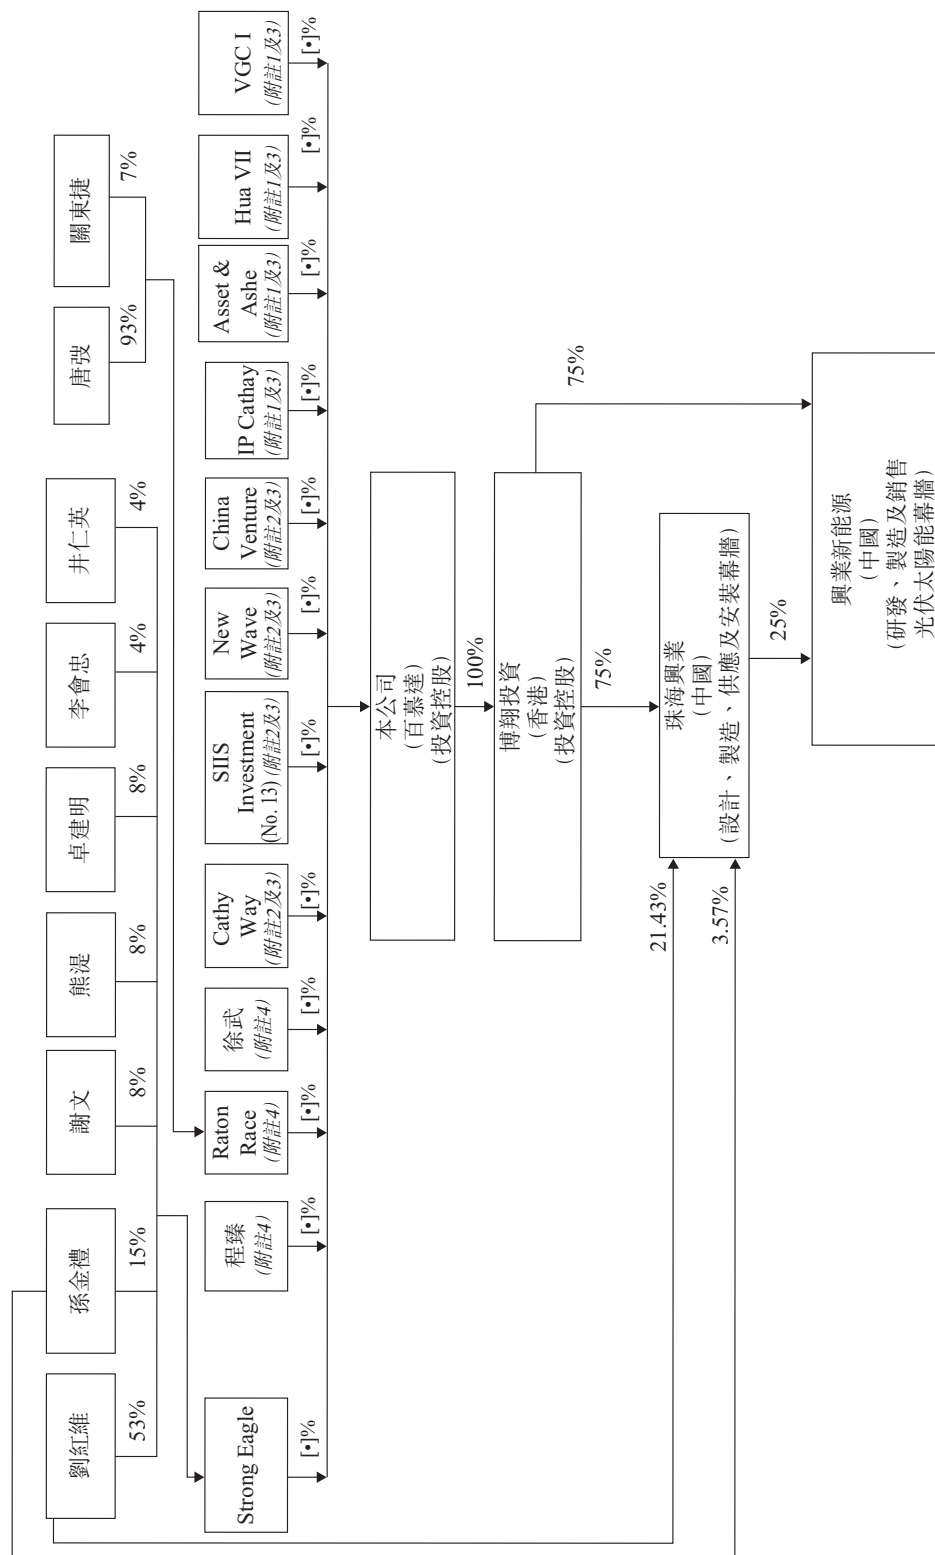 劉紅維
孫金禮
謝文
熊湜
卓建明
李會忠
井仁英
唐弢
關東捷
53%
15%
8%
8%
8%
4%
4%
93%
7%
Strong Eagle
程臻
(附註4)
Raton
Race
(附註4)
徐武
(附註4)
Cathy
Way
(附註2及3)
SIIS
Investment
(No. 13) (附註2及3)
New
Wave
(附註2及3)
China
Venture
(附註2及3)
IP Cathay
(附註1及3)
Asset &
Ashe
(附註1及3)
Hua VII
(附註1及3)
VGC I
(附註1及3)
[•]%
[•]%
[•]%
[•]%
[•]%
[•]%
[•]%
[•]%
[•]%
[•]%
[•]%
[•]%
本公司
(百慕達)
(投資控股)
100%
博翔投資
(香港)
(投資控股)
75%
75%
21.43%
3.57%
珠海興業
(中國)
(設計、製造、供應及安裝幕牆)
25%
興業新能源
(中國)
(研發、製造及銷售
光伏太陽能幕牆)